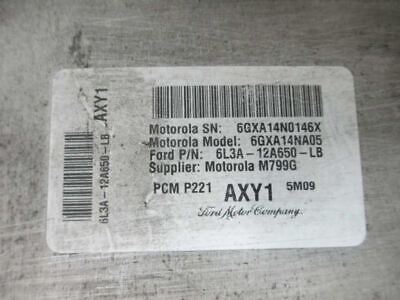 AXY1
6L3A-12A650-LB
Motorola SN: 6GXA14N0146X
Motorola Model: 6GXA14NA05
Ford P/N: 6L3A-12A650-LB
Supplier: Motorola M799G
PCM P221 AXY1 5M09
Ford Motor Company.